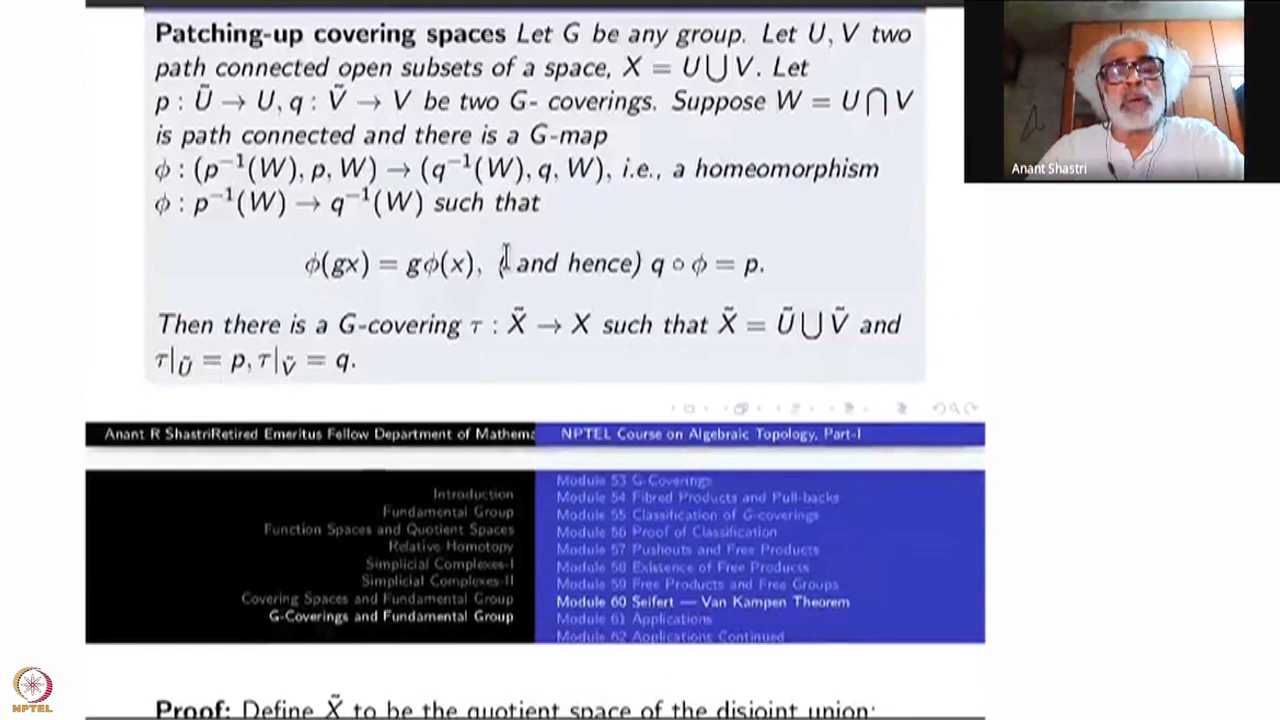 Patching-up covering spaces Let G be any group. Let U, V two
path connected open subsets of a space, X = U ⋃ V. Let
p : Ũ → U, q : Ṽ → V be two G- coverings. Suppose W = U ⋂ V
is path connected and there is a G-map
ϕ : (p⁻¹(W), p, W) → (q⁻¹(W), q, W), i.e., a homeomorphism
ϕ : p⁻¹(W) → q⁻¹(W) such that
ϕ(gx) = gϕ(x), ( and hence) q ∘ ϕ = p.
Then there is a G-covering τ : X̃ → X such that X̃ = Ũ ⋃ Ṽ and
τ|Ũ = p, τ|Ṽ = q.
Anant Shastri
Anant R ShastriRetired Emeritus Fellow Department of Mathema
NPTEL Course on Algebraic Topology, Part-I
Introduction
Fundamental Group
Function Spaces and Quotient Spaces
Relative Homotopy
Simplicial Complexes-I
Simplicial Complexes-II
Covering Spaces and Fundamental Group
G-Coverings and Fundamental Group
Module 53 G-Coverings
Module 54 Fibred Products and Pull-backs
Module 55 Classification of G-coverings
Module 56 Proof of Classification
Module 57 Pushouts and Free Products
Module 58 Existence of Free Products
Module 59 Free Products and Free Groups
Module 60 Seifert — Van Kampen Theorem
Module 61 Applications
Module 62 Applications Continued
Proof: Define X̃ to be the quotient space of the disjoint union:
NPTEL